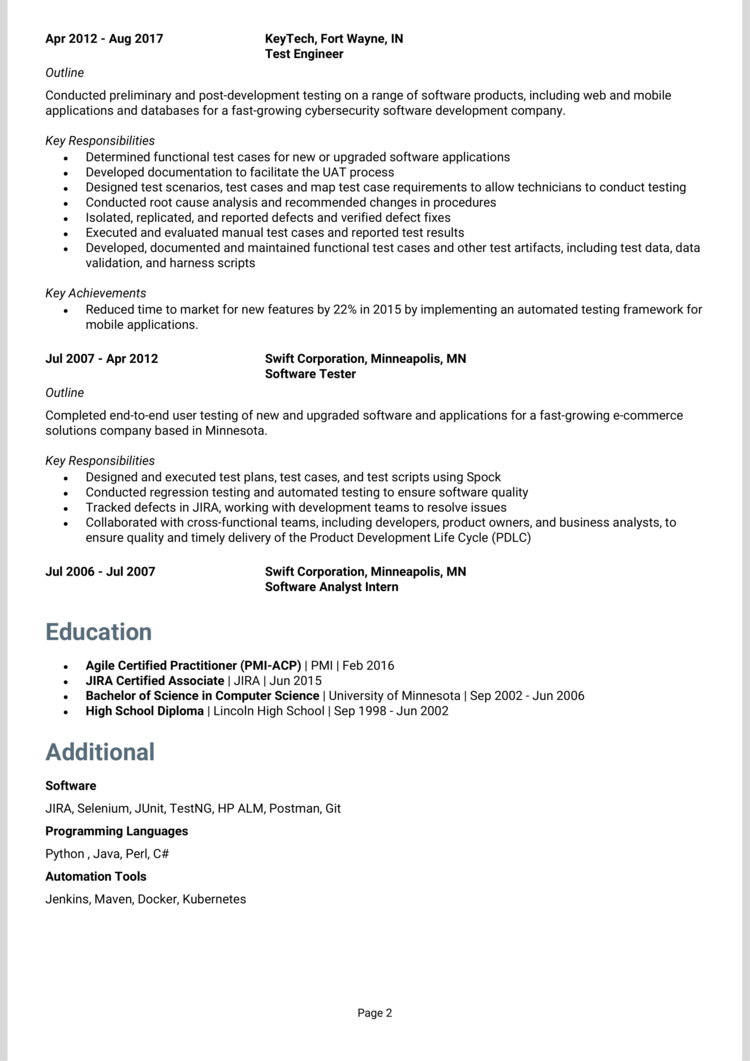 Apr 2012 - Aug 2017 KeyTech, Fort Wayne, IN
Test Engineer
Outline
Conducted preliminary and post-development testing on a range of software products, including web and mobile
applications and databases for a fast-growing cybersecurity software development company.
Key Responsibilities
• Determined functional test cases for new or upgraded software applications
• Developed documentation to facilitate the UAT process
• Designed test scenarios, test cases and map test case requirements to allow technicians to conduct testing
• Conducted root cause analysis and recommended changes in procedures
• Isolated, replicated, and reported defects and verified defect fixes
• Executed and evaluated manual test cases and reported test results
• Developed, documented and maintained functional test cases and other test artifacts, including test data, data
validation, and harness scripts
Key Achievements
• Reduced time to market for new features by 22% in 2015 by implementing an automated testing framework for
mobile applications.
Jul 2007 - Apr 2012 Swift Corporation, Minneapolis, MN
Software Tester
Outline
Completed end-to-end user testing of new and upgraded software and applications for a fast-growing e-commerce
solutions company based in Minnesota.
Key Responsibilities
• Designed and executed test plans, test cases, and test scripts using Spock
• Conducted regression testing and automated testing to ensure software quality
• Tracked defects in JIRA, working with development teams to resolve issues
• Collaborated with cross-functional teams, including developers, product owners, and business analysts, to
ensure quality and timely delivery of the Product Development Life Cycle (PDLC)
Jul 2006 - Jul 2007 Swift Corporation, Minneapolis, MN
Software Analyst Intern
Education
• Agile Certified Practitioner (PMI-ACP) | PMI | Feb 2016
• JIRA Certified Associate | JIRA | Jun 2015
• Bachelor of Science in Computer Science | University of Minnesota | Sep 2002 - Jun 2006
• High School Diploma | Lincoln High School | Sep 1998 - Jun 2002
Additional
Software
JIRA, Selenium, JUnit, TestNG, HP ALM, Postman, Git
Programming Languages
Python , Java, Perl, C#
Automation Tools
Jenkins, Maven, Docker, Kubernetes
Page 2